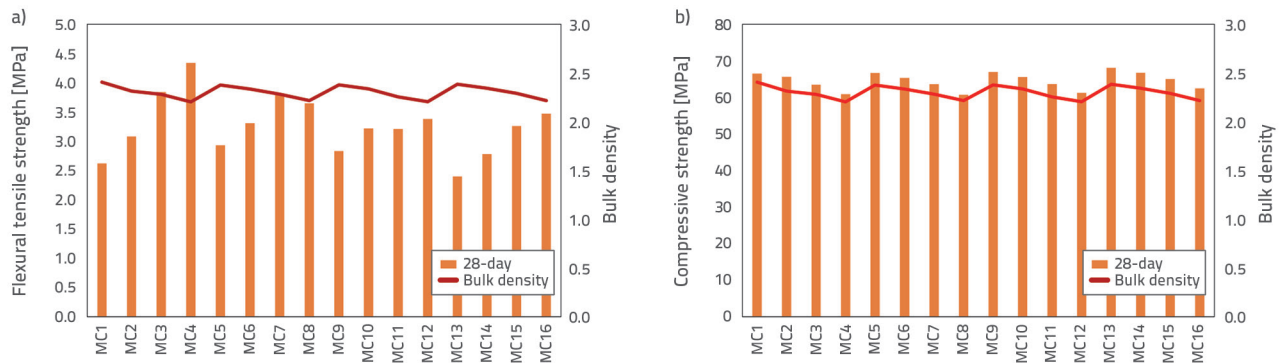 a)
Flexural tensile strength [MPa]
5.0
4.5
4.0
3.5
3.0
2.5
2.0
1.5
1.0
0.5
0.0
3.0
2.5
2.0
1.5
1.0
0.5
0.0
Bulk density
28-day
Bulk density
MC1
MC2
MC3
MC4
MC5
MC6
MC7
MC8
MC9
MC10
MC11
MC12
MC13
MC14
MC15
MC16
b)
Compressive strength [MPa]
80
70
60
50
40
30
20
10
0
3.0
2.5
2.0
1.5
1.0
0.5
0.0
Bulk density
28-day
Bulk density
MC1
MC2
MC3
MC4
MC5
MC6
MC7
MC8
MC9
MC10
MC11
MC12
MC13
MC14
MC15
MC16